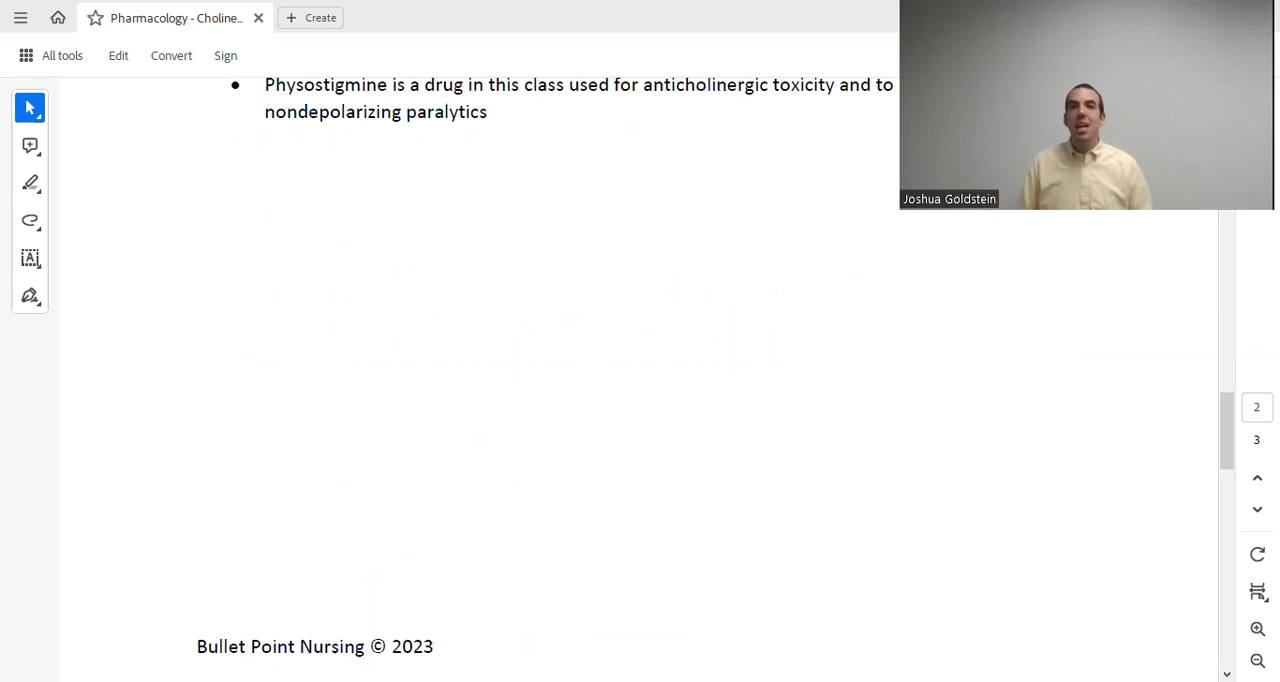 Pharmacology - Choline...
Create
All tools
Edit
Convert
Sign
Physostigmine is a drug in this class used for anticholinergic toxicity and to
nondepolarizing paralytics
Joshua Goldstein
2
3
Bullet Point Nursing © 2023